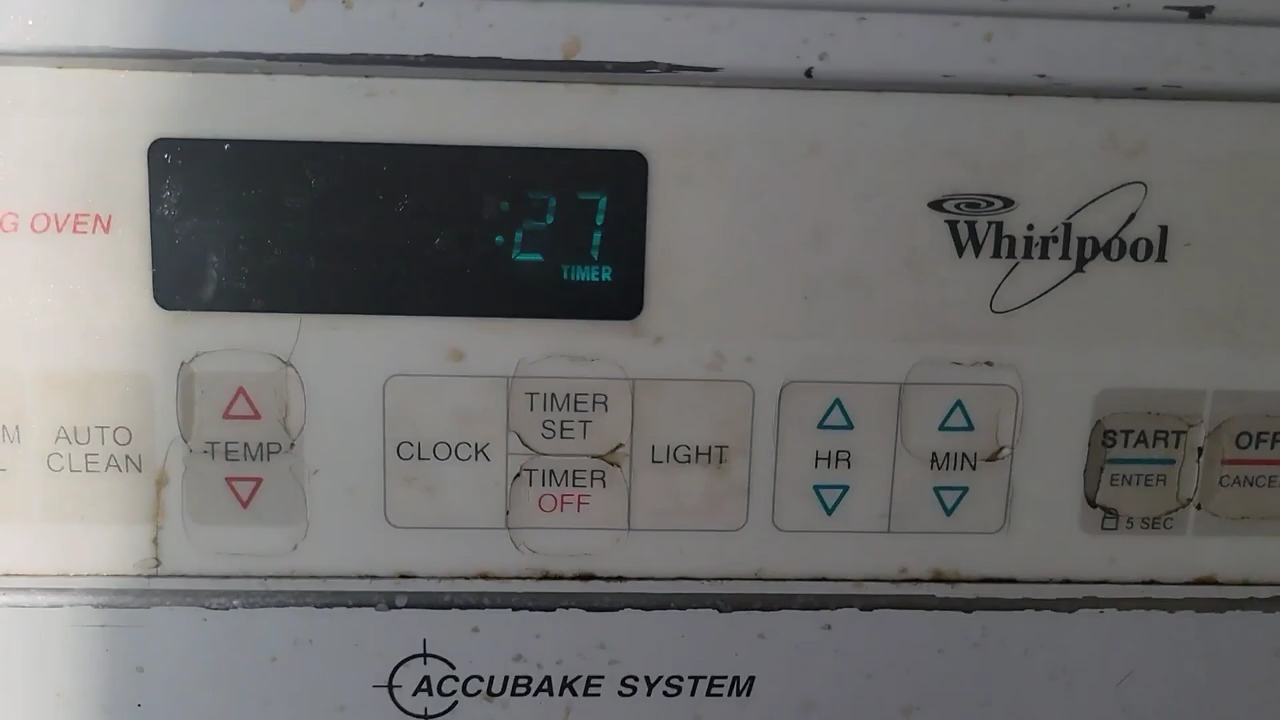 G OVEN
:27
TIMER
Whirlpool
AUTO
CLEAN
TEMP
CLOCK
TIMER
SET
TIMER
OFF
LIGHT
HR
MIN
START
ENTER
5 SEC
OFF
CANCE
ACCUBAKE SYSTEM